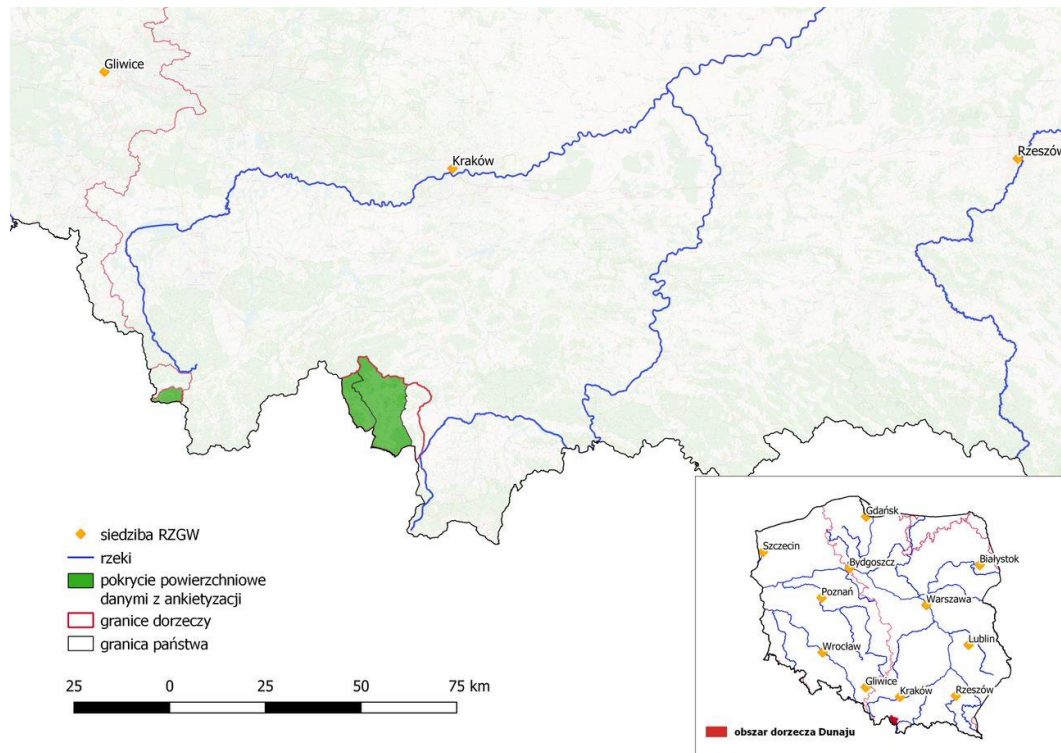 Gliwice
Kraków
Rzeszów
siedziba RZGW
rzeki
pokrycie powierzchniowe
danymi z ankietyzacji
granice dorzeczy
granica państwa
25 0 25 50 75 km
Gdańsk
Szczecin
Białystok
Bydgoszcz
Poznań
Warszawa
Lublin
Wrocław
Gliwice
Kraków
Rzeszów
obszar dorzecza Dunaju